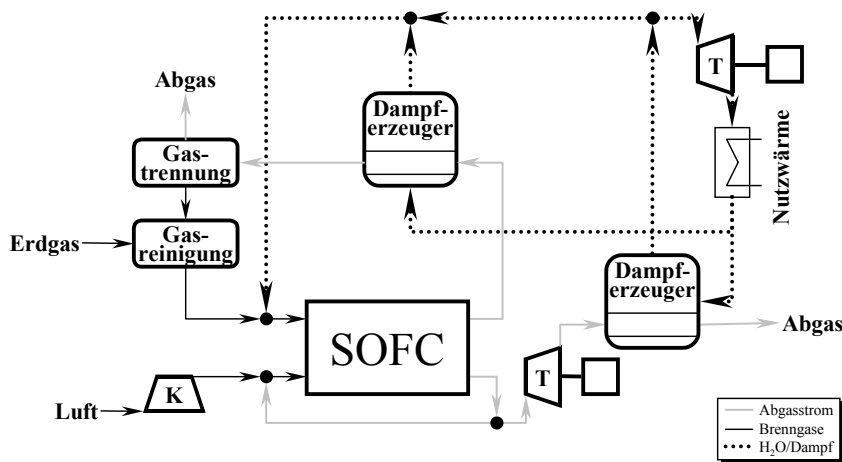 Abgas
Dampf-
erzeuger
T
Gas-
trennung
Nutzwärme
Erdgas
Gas-
reinigung
Dampf-
erzeuger
Abgas
SOFC
T
Luft
K
Abgasstrom
Brenngase
H₂O/Dampf